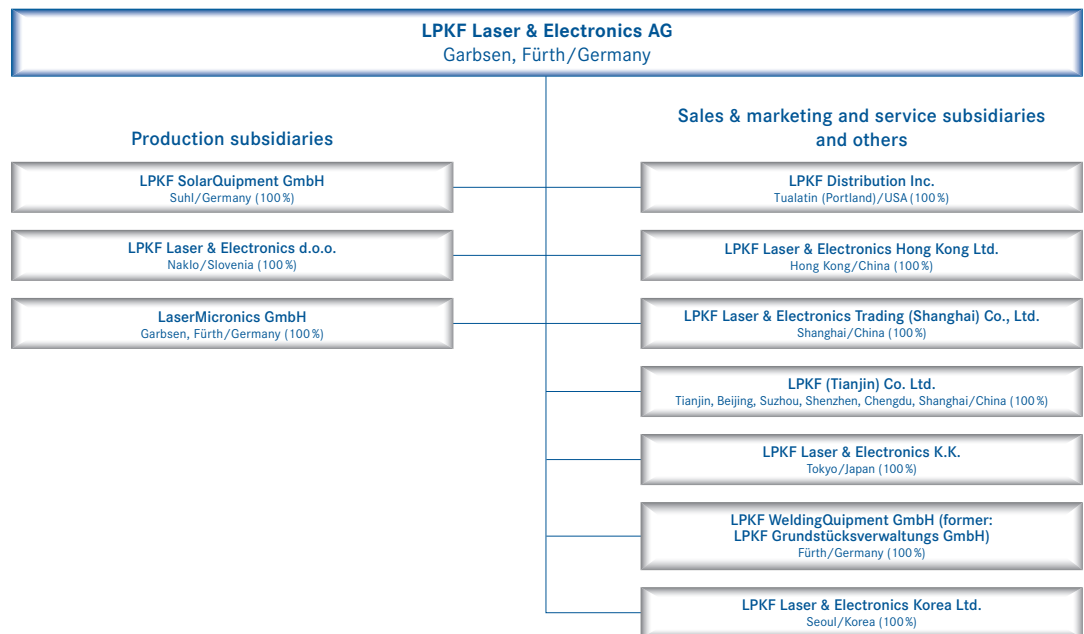 LPKF Laser & Electronics AG
Garbsen, Fürth/Germany
Production subsidiaries
LPKF SolarQuipment GmbH
Suhl/Germany (100 %)
LPKF Laser & Electronics d.o.o.
Naklo/Slovenia (100 %)
LaserMicronics GmbH
Garbsen, Fürth/Germany (100 %)
Sales & marketing and service subsidiaries
and others
LPKF Distribution Inc.
Tualatin (Portland)/USA (100 %)
LPKF Laser & Electronics Hong Kong Ltd.
Hong Kong/China (100 %)
LPKF Laser & Electronics Trading (Shanghai) Co., Ltd.
Shanghai/China (100 %)
LPKF (Tianjin) Co. Ltd.
Tianjin, Beijing, Suzhou, Shenzhen, Chengdu, Shanghai/China (100 %)
LPKF Laser & Electronics K.K.
Tokyo/Japan (100 %)
LPKF WeldingQuipment GmbH (former:
LPKF Grundstücksverwaltungs GmbH)
Fürth/Germany (100 %)
LPKF Laser & Electronics Korea Ltd.
Seoul/Korea (100 %)